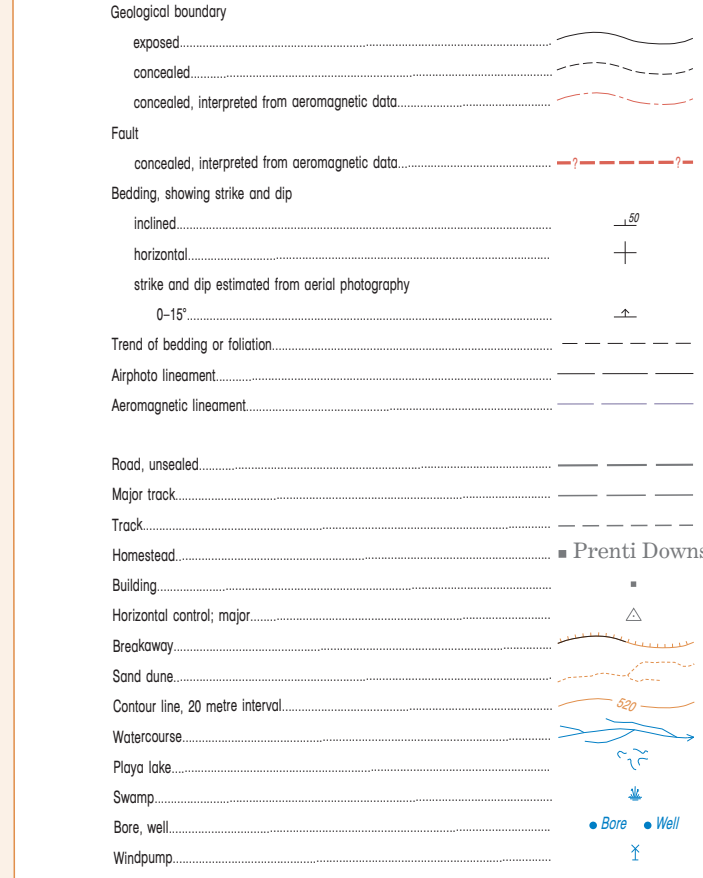 Geological boundary
exposed
concealed
concealed, interpreted from aeromagnetic data
Fault
concealed, interpreted from aeromagnetic data ? ?
Bedding, showing strike and dip
inclined 50
horizontal
strike and dip estimated from aerial photography
0–15°
Trend of bedding or foliation
Airphoto lineament
Aeromagnetic lineament
Road, unsealed
Major track
Track
Homestead Prenti Downs
Building
Horizontal control; major
Breakaway
Sand dune
Contour line, 20 metre interval 520
Watercourse
Playa lake
Swamp
Bore, well Bore Well
Windpump